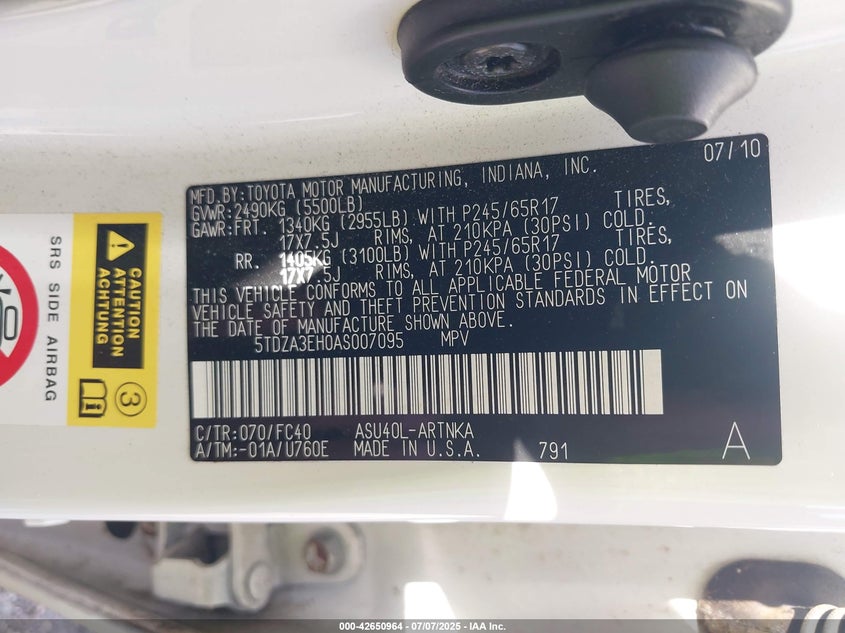 07/10
MFD.BY:TOYOTA MOTOR MANUFACTURING, INDIANA, INC.
GVWR:2490KG (5500LB)
GAWR:FRT. 1340KG (2955LB) WITH P245/65R17 TIRES,
17X7.5J RIMS, AT 210KPA (30PSI) COLD.
RR. 1405KG (3100LB) WITH P245/65R17 TIRES,
17X7.5J RIMS, AT 210KPA (30PSI) COLD.
THIS VEHICLE CONFORMS TO ALL APPLICABLE FEDERAL MOTOR
VEHICLE SAFETY AND THEFT PREVENTION STANDARDS IN EFFECT ON
THE DATE OF MANUFACTURE SHOWN ABOVE.
5TDZA3EH0AS007095 MPV
C/TR:070/FC40 ASU40L-ARTNKA
A/TM:-01A/U760E MADE IN U.S.A. 791 A
SRS SIDE AIRBAG
CAUTION
ATTENTION
ACHTUNG
3
000-42650964 - 07/07/2025 - IAA Inc.